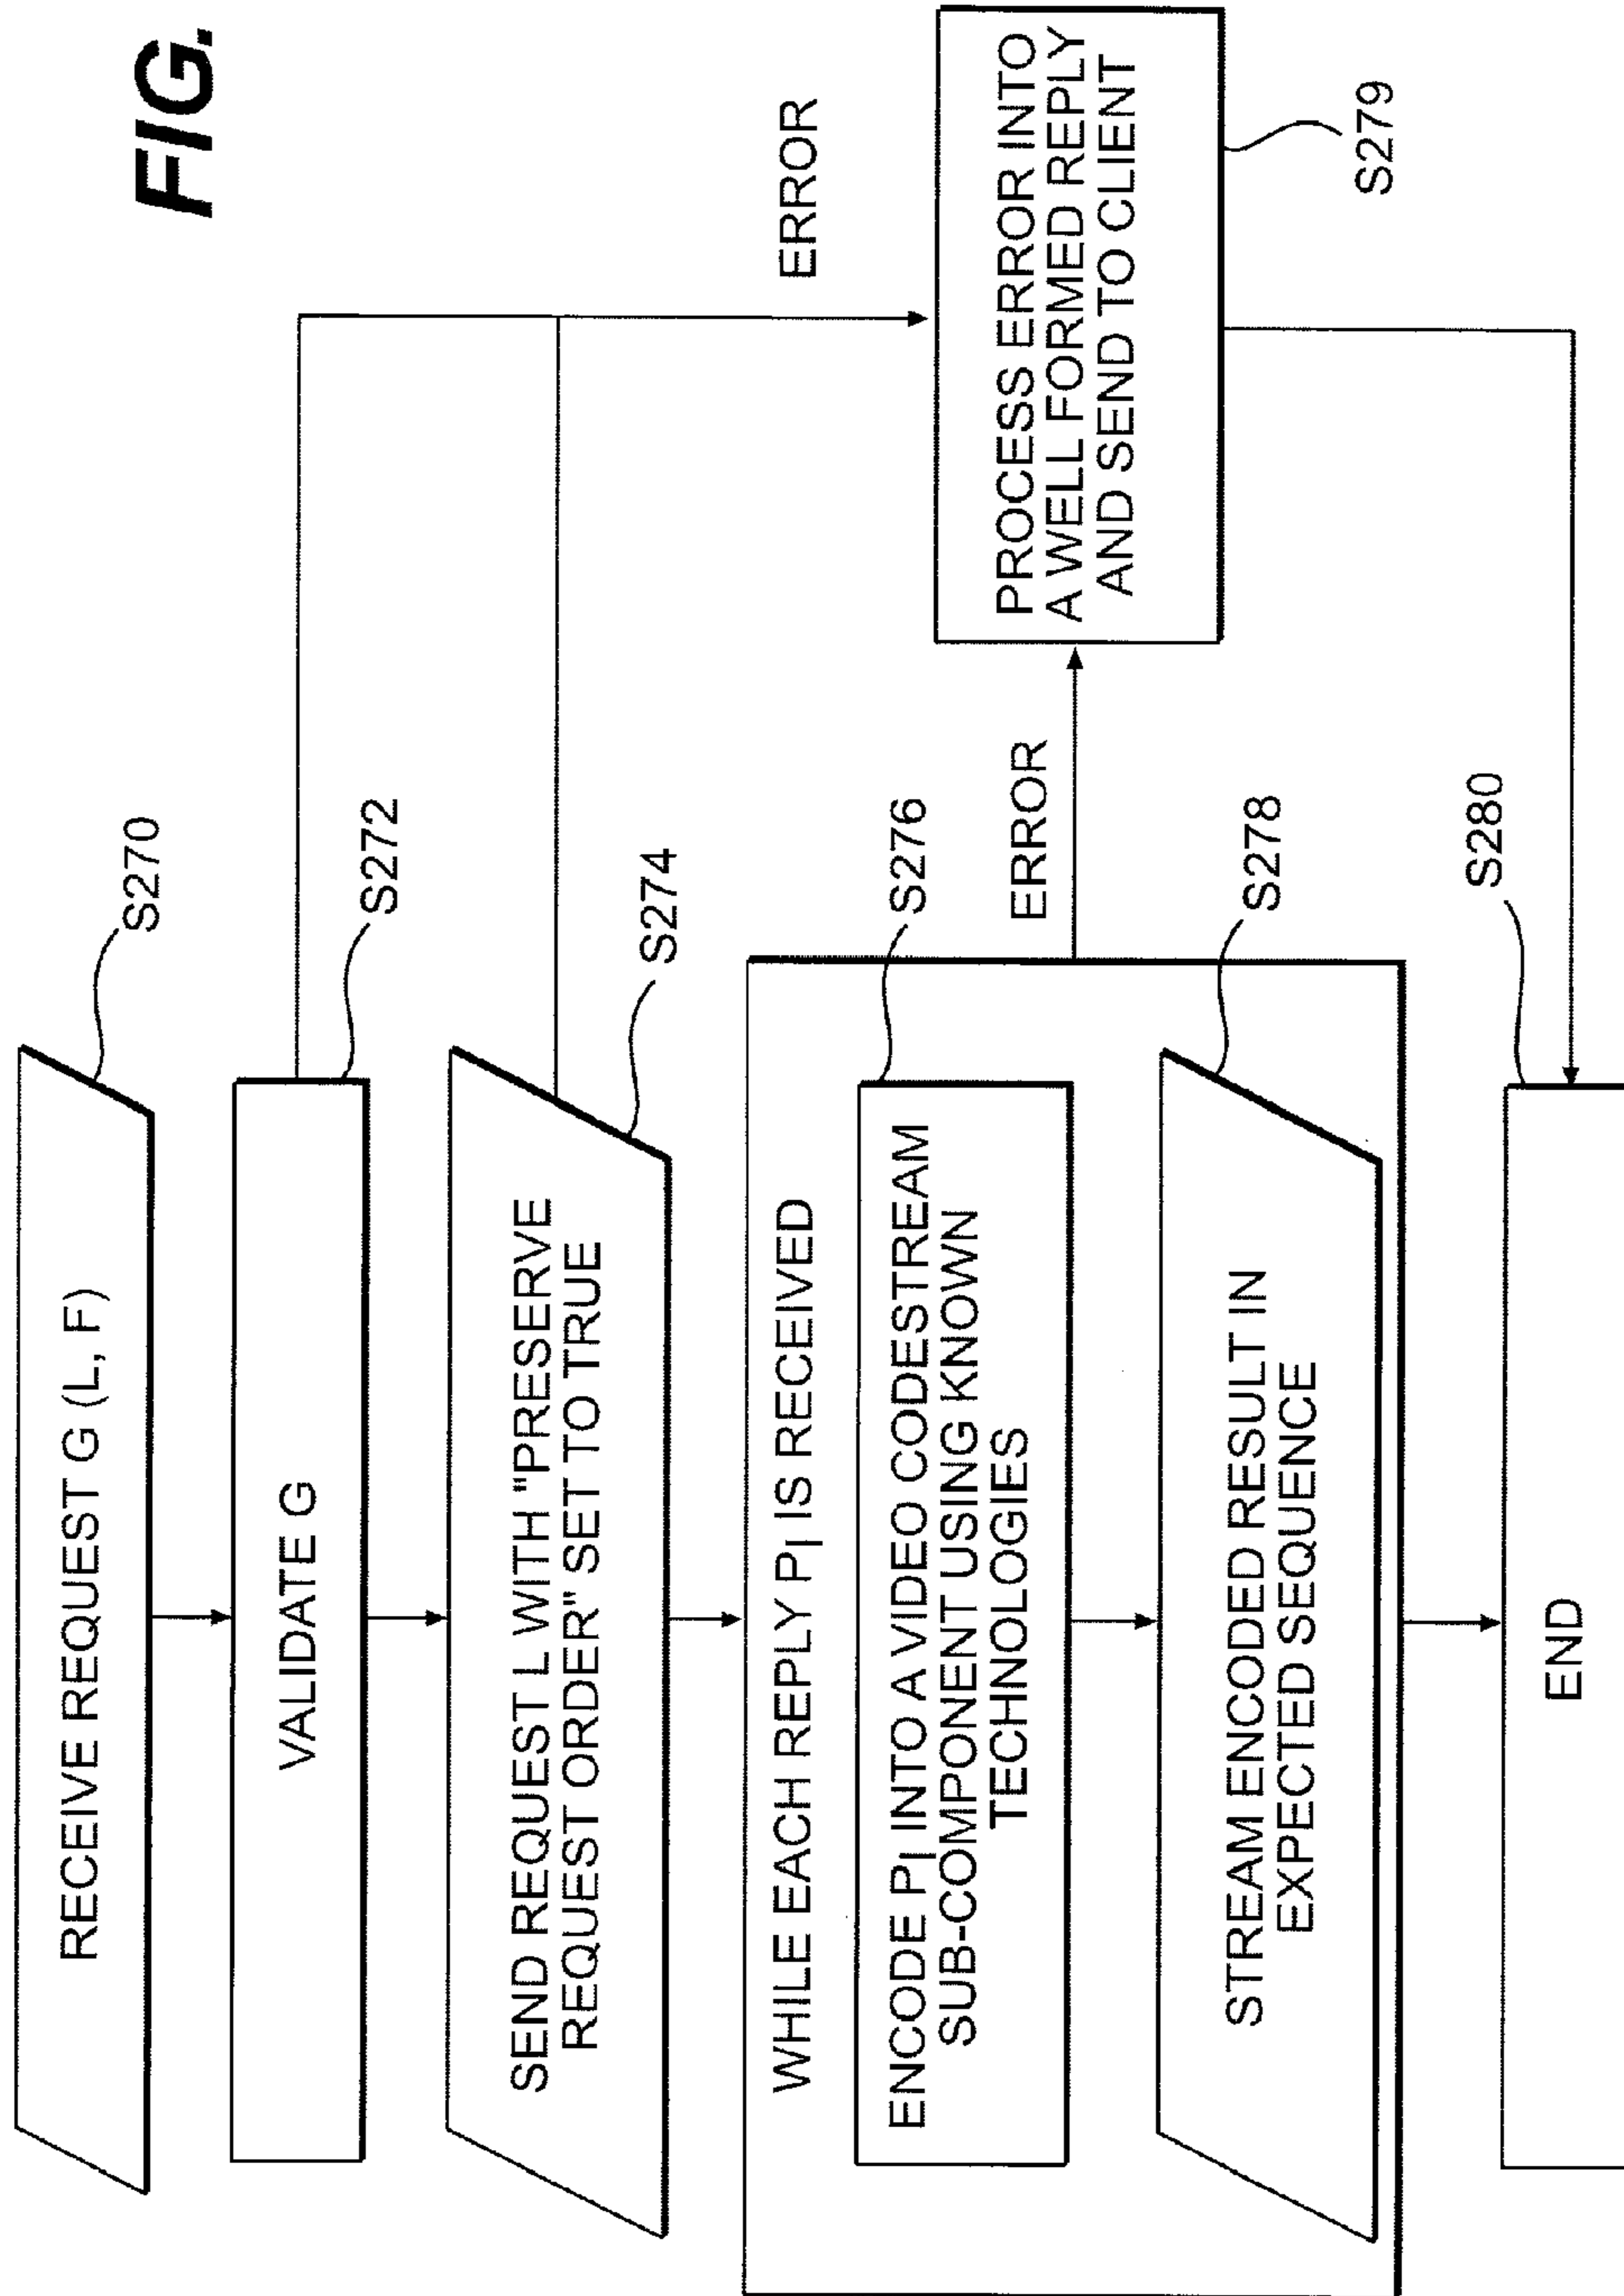 FIG.
RECEIVE REQUEST G (L, F)
S270
VALIDATE G
S272
SEND REQUEST L WITH "PRESERVE
REQUEST ORDER" SET TO TRUE
S274
ERROR
WHILE EACH REPLY PI IS RECEIVED
ENCODE PI INTO A VIDEO CODESTREAM
SUB-COMPONENT USING KNOWN
TECHNOLOGIES
S276
ERROR
PROCESS ERROR INTO
A WELL FORMED REPLY
AND SEND TO CLIENT
S279
STREAM ENCODED RESULT IN
EXPECTED SEQUENCE
S278
END
S280